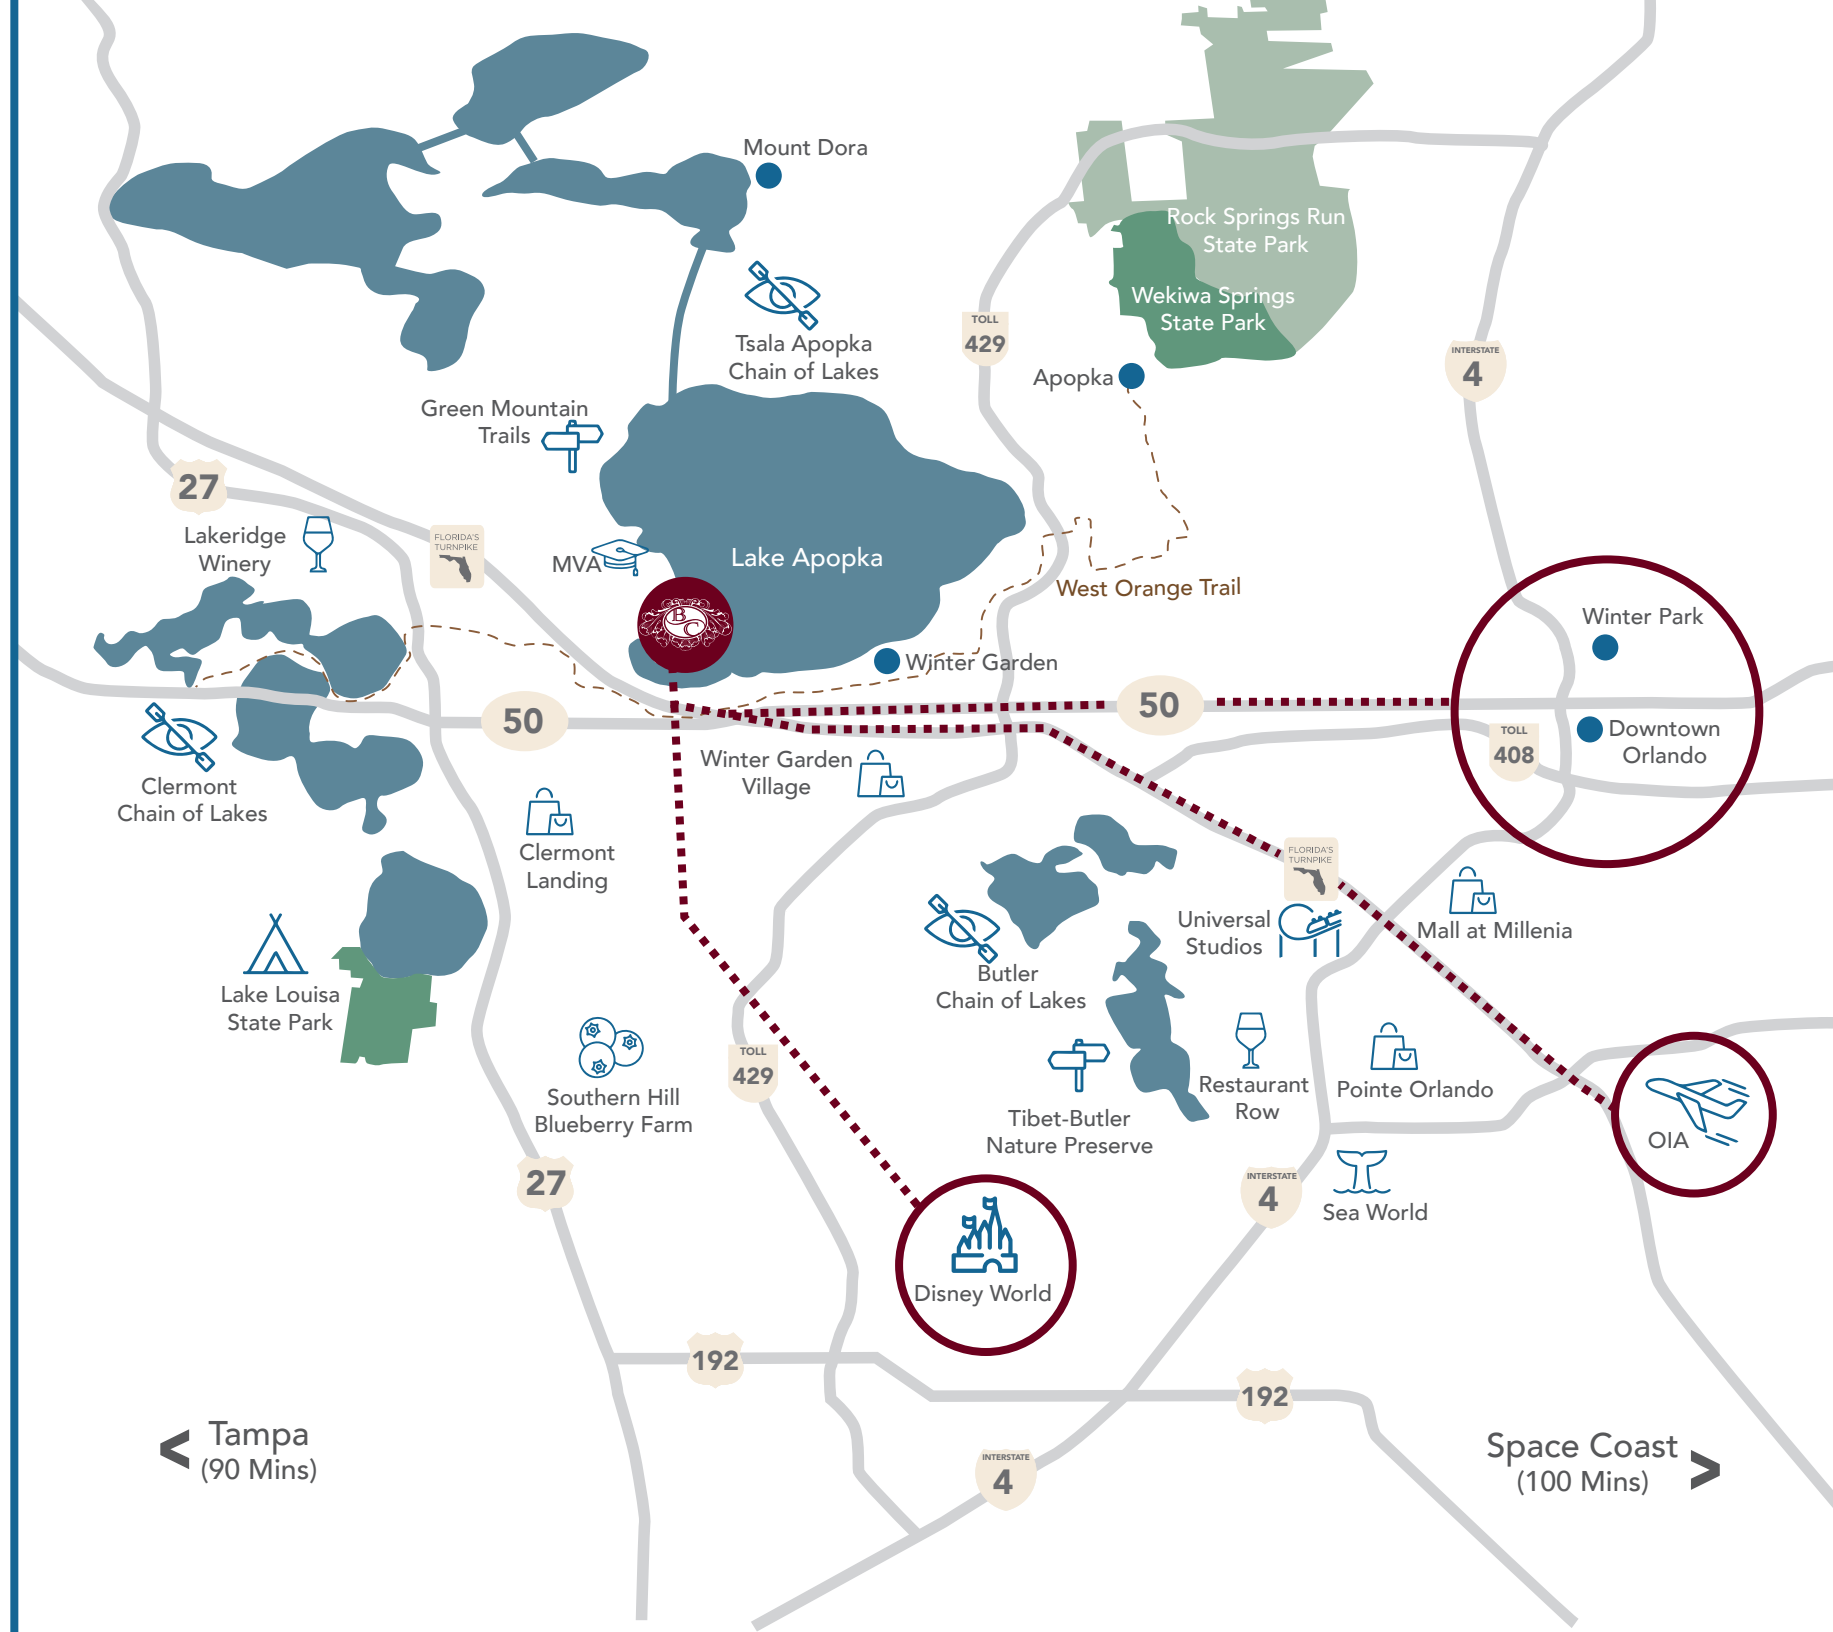 Mount Dora
Rock Springs Run
State Park
Wekiwa Springs
State Park
TOLL
429
Tsala Apopka
Chain of Lakes
INTERSTATE
4
Apopka
Green Mountain
Trails
27
Lakeridge
Winery
FLORIDA'S
TURNPIKE
MVA
Lake Apopka
West Orange Trail
B
C
Winter Park
Winter Garden
50
50
Downtown
Orlando
TOLL
408
Winter Garden
Village
Clermont
Chain of Lakes
Clermont
Landing
FLORIDA'S
TURNPIKE
Universal
Studios
Mall at Millenia
Butler
Chain of Lakes
Lake Louisa
State Park
TOLL
429
Southern Hill
Blueberry Farm
Restaurant
Row
Pointe Orlando
Tibet-Butler
Nature Preserve
OIA
27
INTERSTATE
4
Sea World
Disney World
192
192
Tampa
(90 Mins)
Space Coast
(100 Mins)
INTERSTATE
4